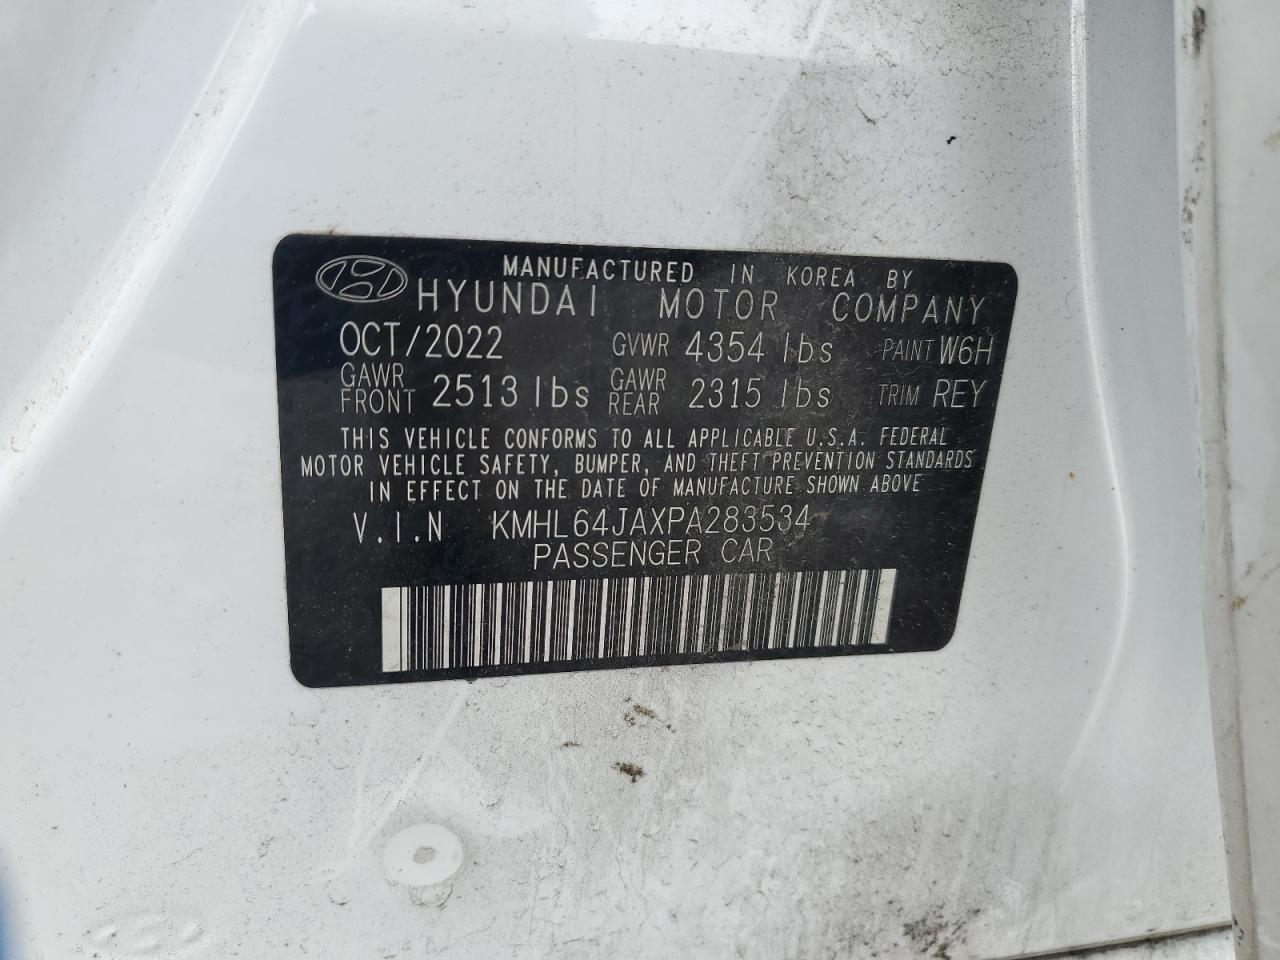 MANUFACTURED IN KOREA BY
HYUNDAI MOTOR COMPANY
OCT/2022 GVWR 4354 lbs PAINT W6H
GAWR FRONT 2513 lbs GAWR REAR 2315 lbs TRIM REY
THIS VEHICLE CONFORMS TO ALL APPLICABLE U.S.A. FEDERAL
MOTOR VEHICLE SAFETY, BUMPER, AND THEFT PREVENTION STANDARDS
IN EFFECT ON THE DATE OF MANUFACTURE SHOWN ABOVE
V.I.N KMHL64JAXPA283534
PASSENGER CAR